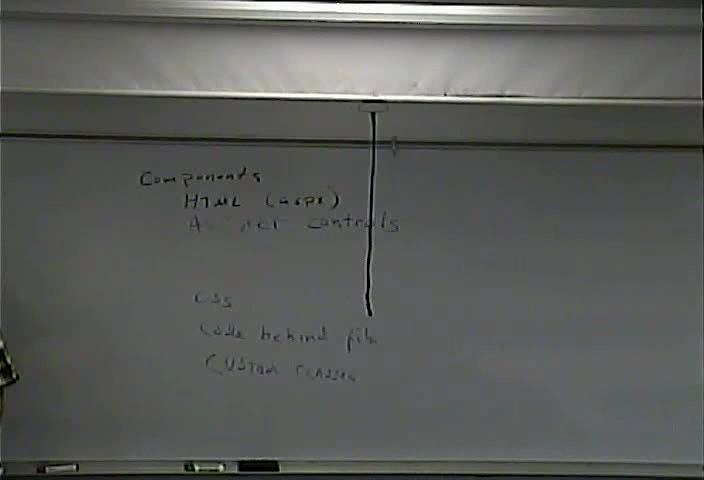 Components
HTML (aspx)
controls
CSS
Code behind file
CUSTOM CLASSES